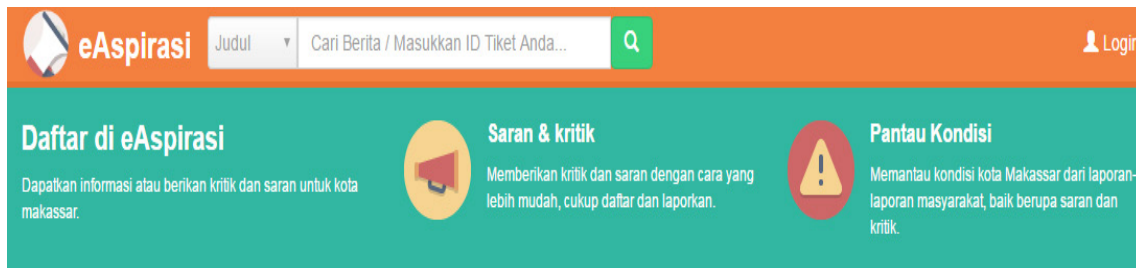 eAspirasi
Judul
Cari Berita / Masukkan ID Tiket Anda...
Login
Daftar di eAspirasi
Dapatkan informasi atau berikan kritik dan saran untuk kota
makassar.
Saran & kritik
Memberikan kritik dan saran dengan cara yang
lebih mudah, cukup daftar dan laporkan.
Pantau Kondisi
Memantau kondisi kota Makassar dari laporan-
laporan masyarakat, baik berupa saran dan
kritik.